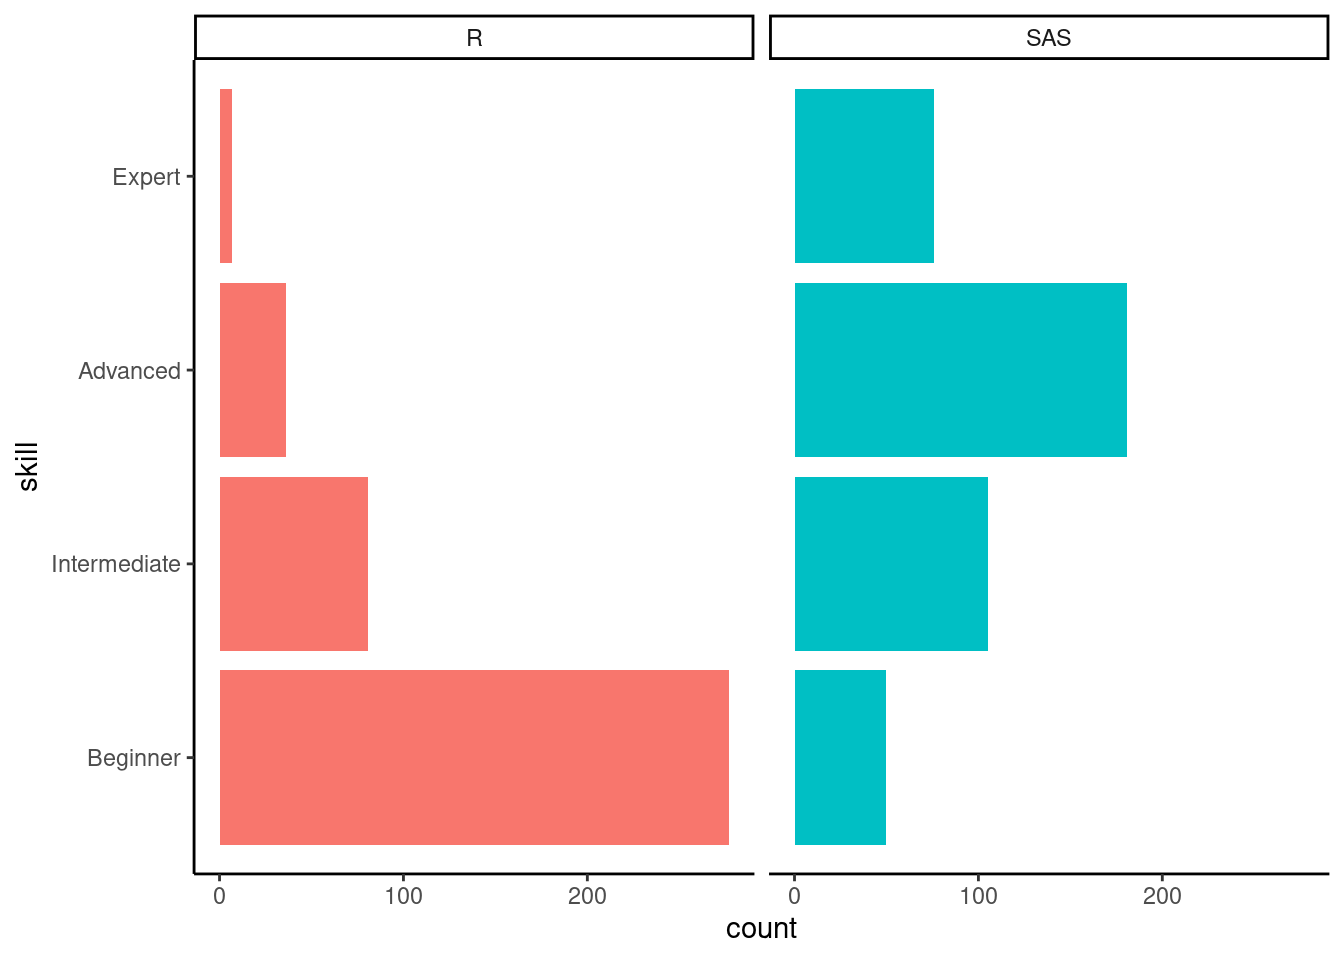 R
SAS
Expert
Advanced
Intermediate
Beginner
skill
0 100 200
0 100 200
count